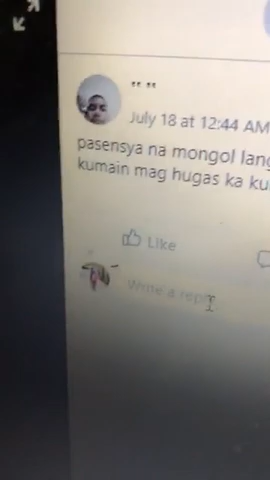 " "
July 18 at 12:44 AM
pasensya na mongol lang
kumain mag hugas ka
Like
Write a reply